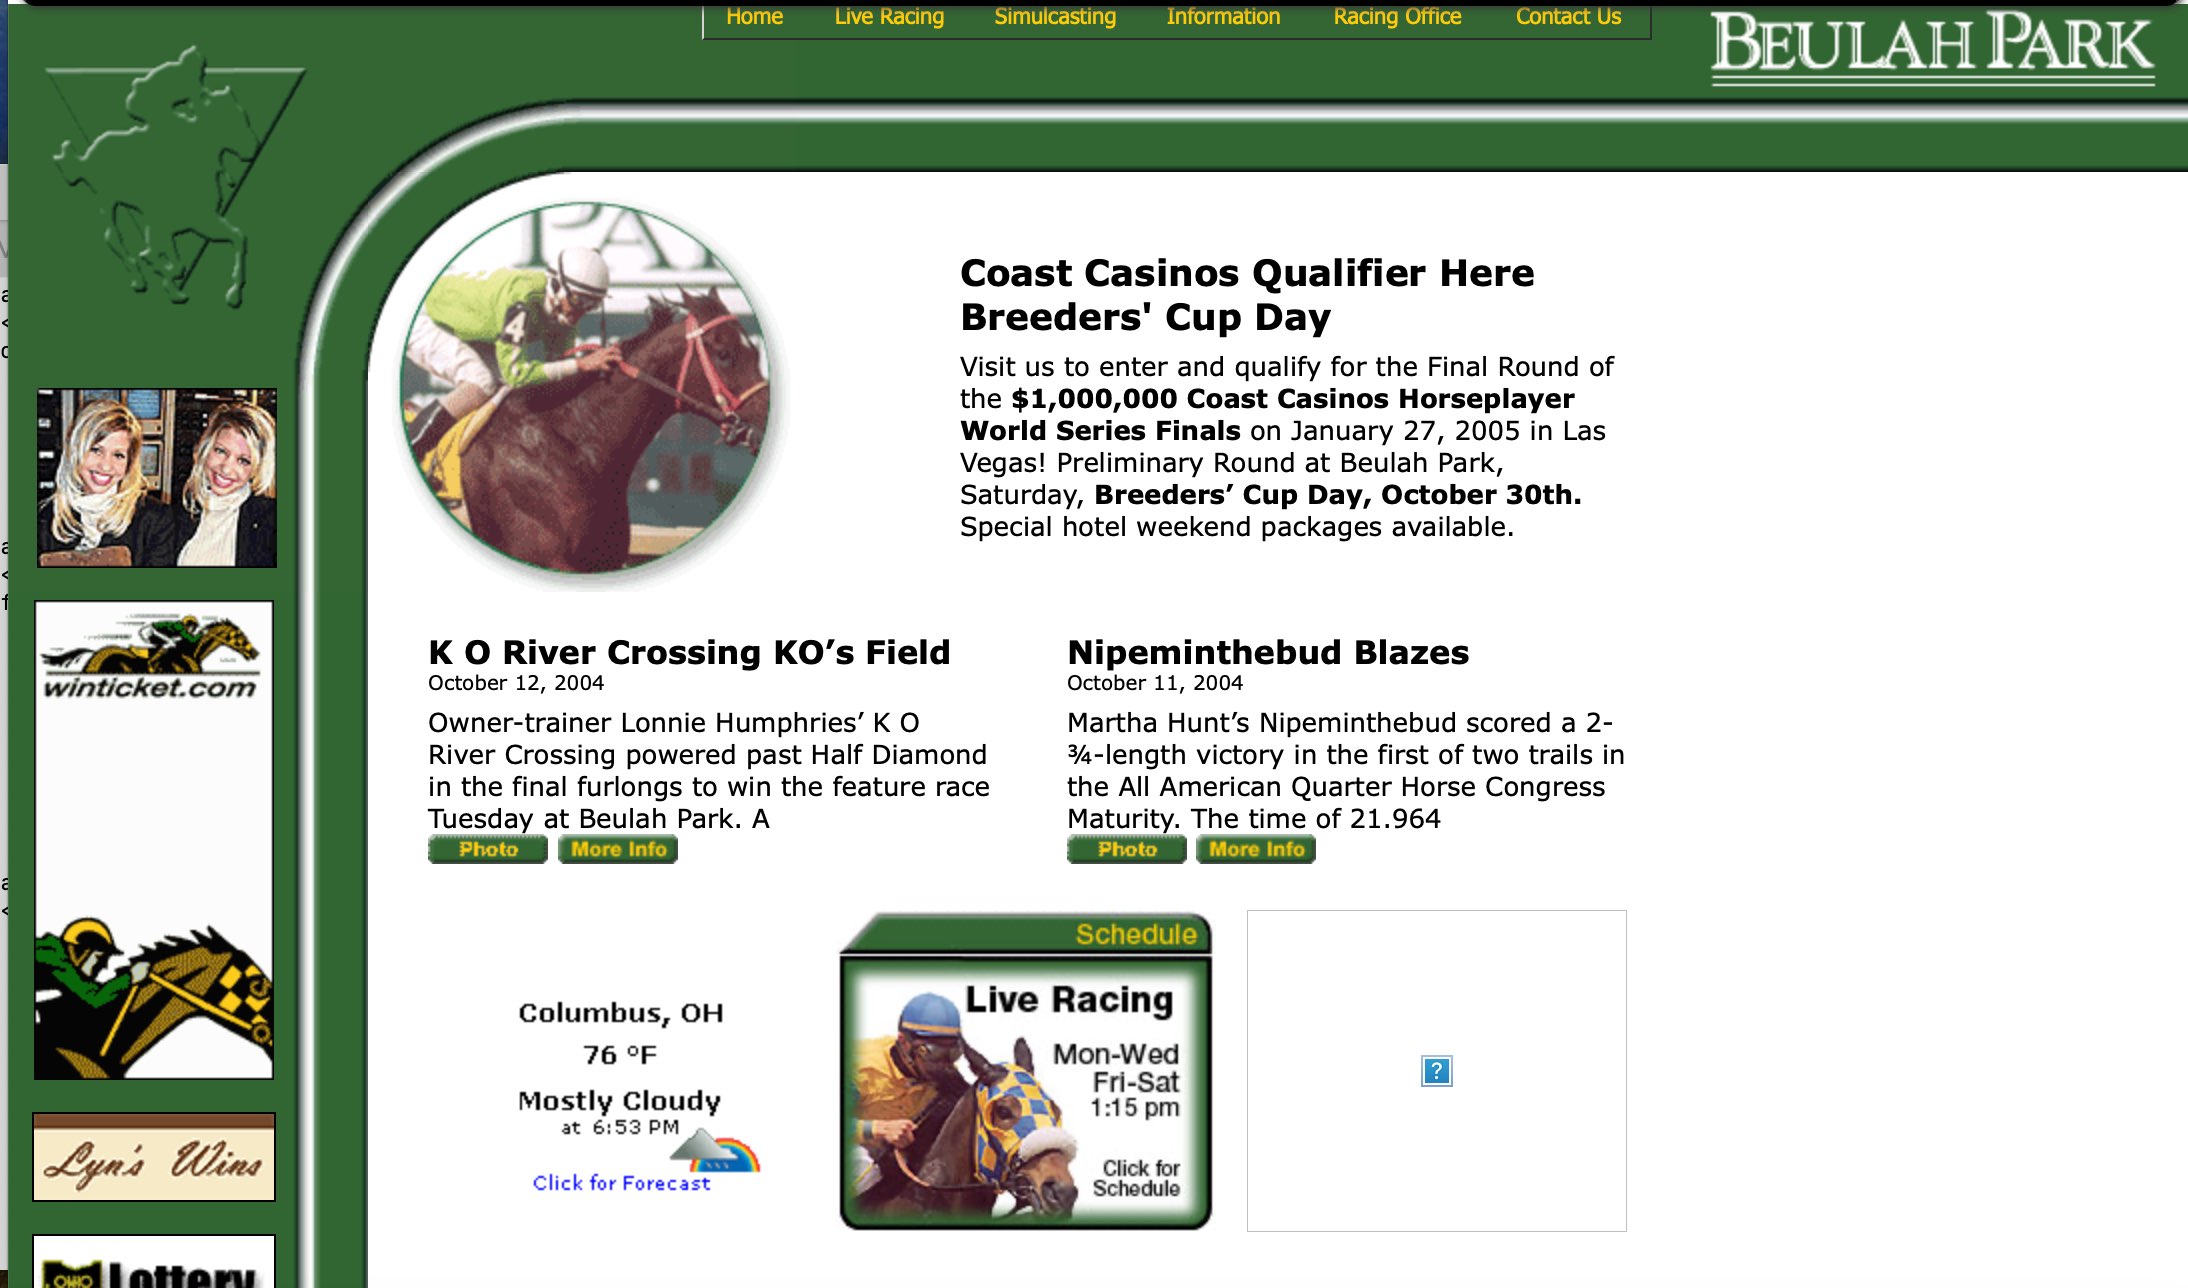 Home Live Racing Simulcasting Information Racing Office Contact Us
BEULAH PARK
PA
4
Coast Casinos Qualifier Here
Breeders' Cup Day
Visit us to enter and qualify for the Final Round of
the $1,000,000 Coast Casinos Horseplayer
World Series Finals on January 27, 2005 in Las
Vegas! Preliminary Round at Beulah Park,
Saturday, Breeders’ Cup Day, October 30th.
Special hotel weekend packages available.
winticket.com
K O River Crossing KO’s Field
October 12, 2004
Owner-trainer Lonnie Humphries’ K O
River Crossing powered past Half Diamond
in the final furlongs to win the feature race
Tuesday at Beulah Park. A
Photo More Info
Nipeminthebud Blazes
October 11, 2004
Martha Hunt’s Nipeminthebud scored a 2-
¾-length victory in the first of two trails in
the All American Quarter Horse Congress
Maturity. The time of 21.964
Photo More Info
Columbus, OH
76 °F
Mostly Cloudy
at 6:53 PM
Click for Forecast
Schedule
Live Racing
Mon-Wed
Fri-Sat
1:15 pm
Click for
Schedule
?
Lyn's Wins
OHIO Lottery